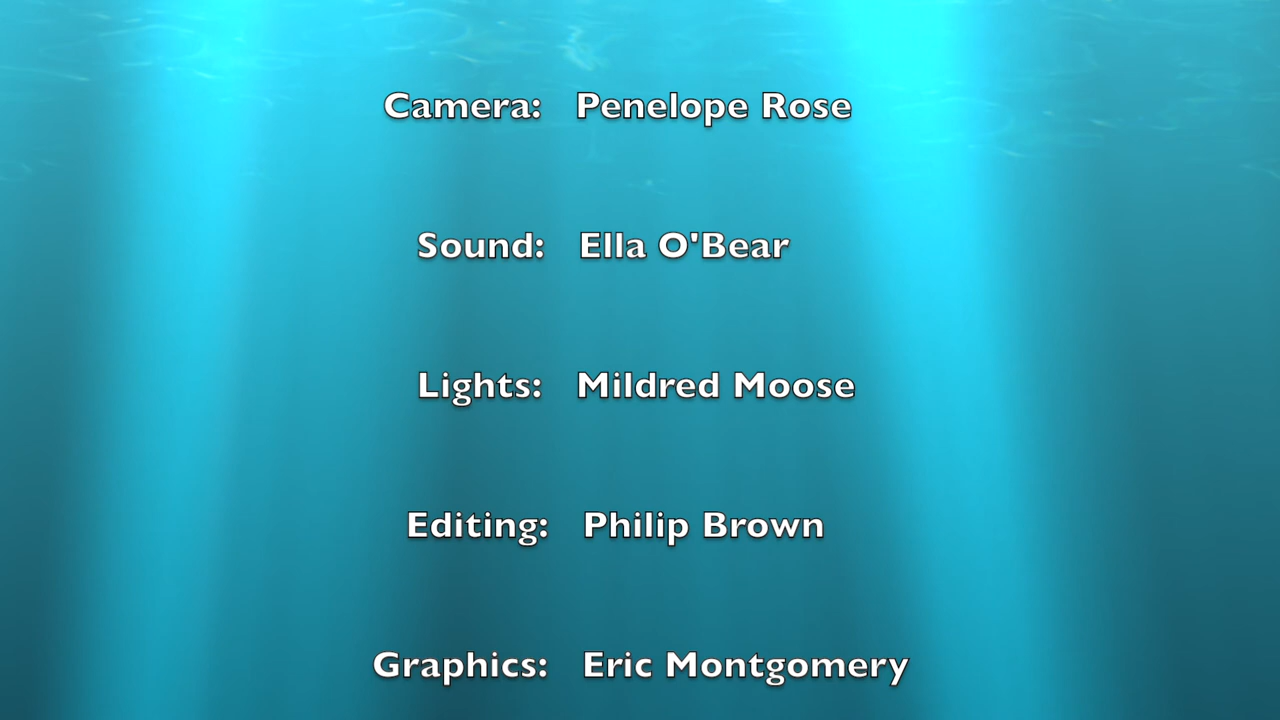 Camera: Penelope Rose
Sound: Ella O'Bear
Lights: Mildred Moose
Editing: Philip Brown
Graphics: Eric Montgomery